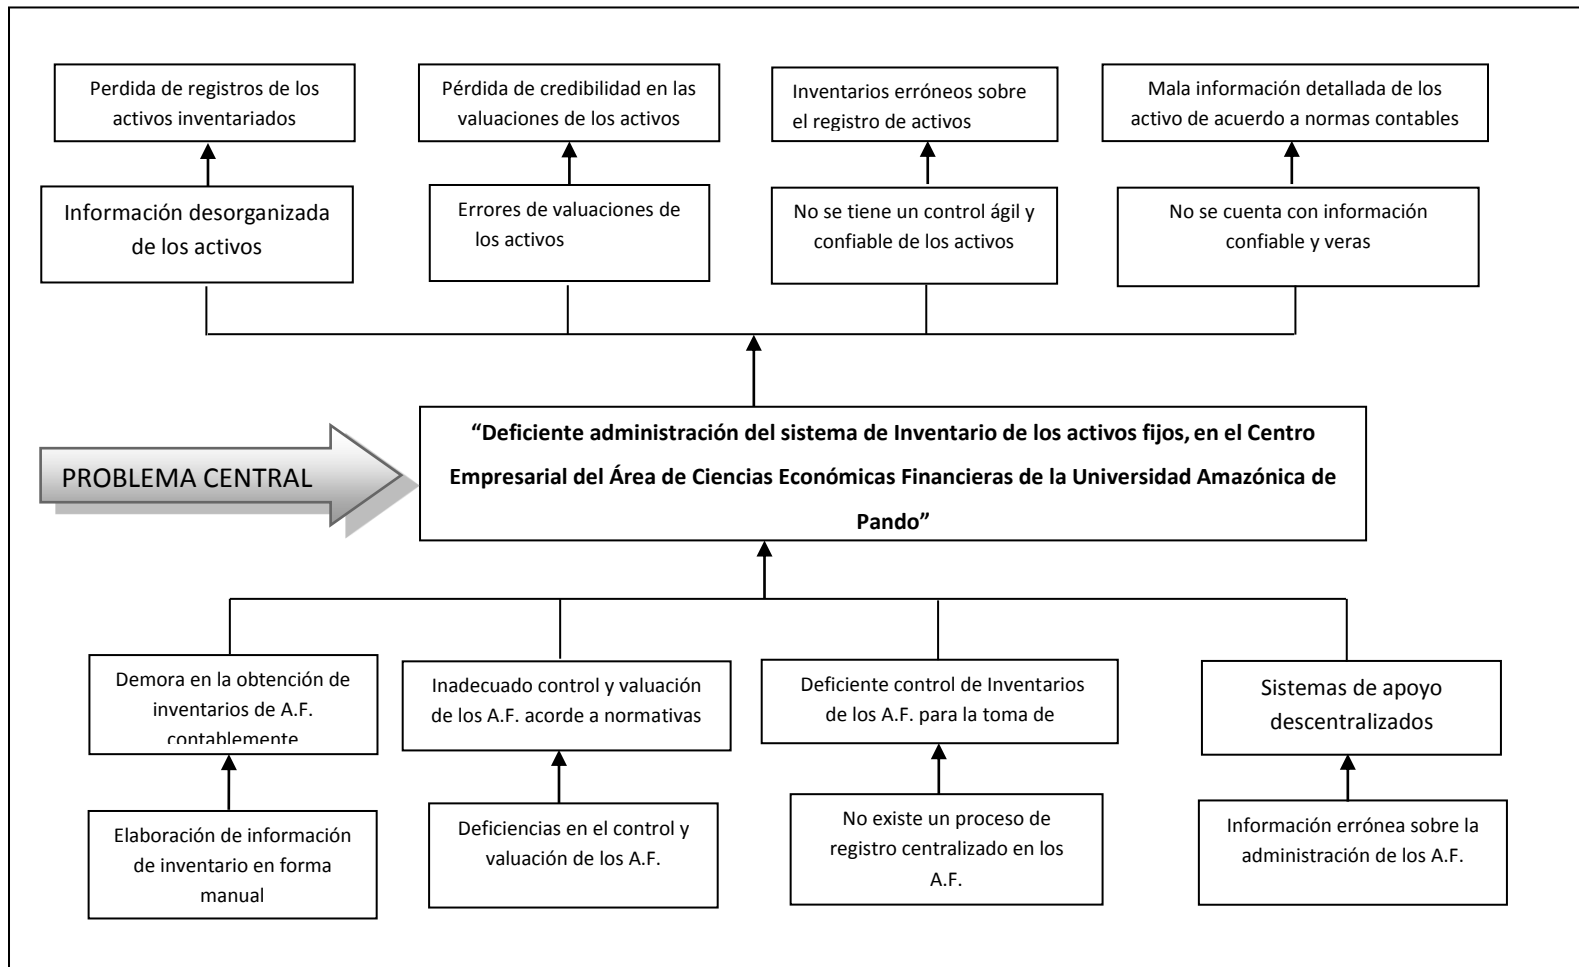 Perdida de registros de los
activos inventariados
Pérdida de credibilidad en las
valuaciones de los activos
Inventarios erróneos sobre
el registro de activos
Mala información detallada de los
activo de acuerdo a normas contables
Información desorganizada
de los activos
Errores de valuaciones de
los activos
No se tiene un control ágil y
confiable de los activos
No se cuenta con información
confiable y veras
PROBLEMA CENTRAL
“Deficiente administración del sistema de Inventario de los activos fijos, en el Centro
Empresarial del Área de Ciencias Económicas Financieras de la Universidad Amazónica de
Pando”
Demora en la obtención de
inventarios de A.F.
contablemente
Inadecuado control y valuación
de los A.F. acorde a normativas
Deficiente control de Inventarios
de los A.F. para la toma de
Sistemas de apoyo
descentralizados
Elaboración de información
de inventario en forma
manual
Deficiencias en el control y
valuación de los A.F.
No existe un proceso de
registro centralizado en los
A.F.
Información errónea sobre la
administración de los A.F.